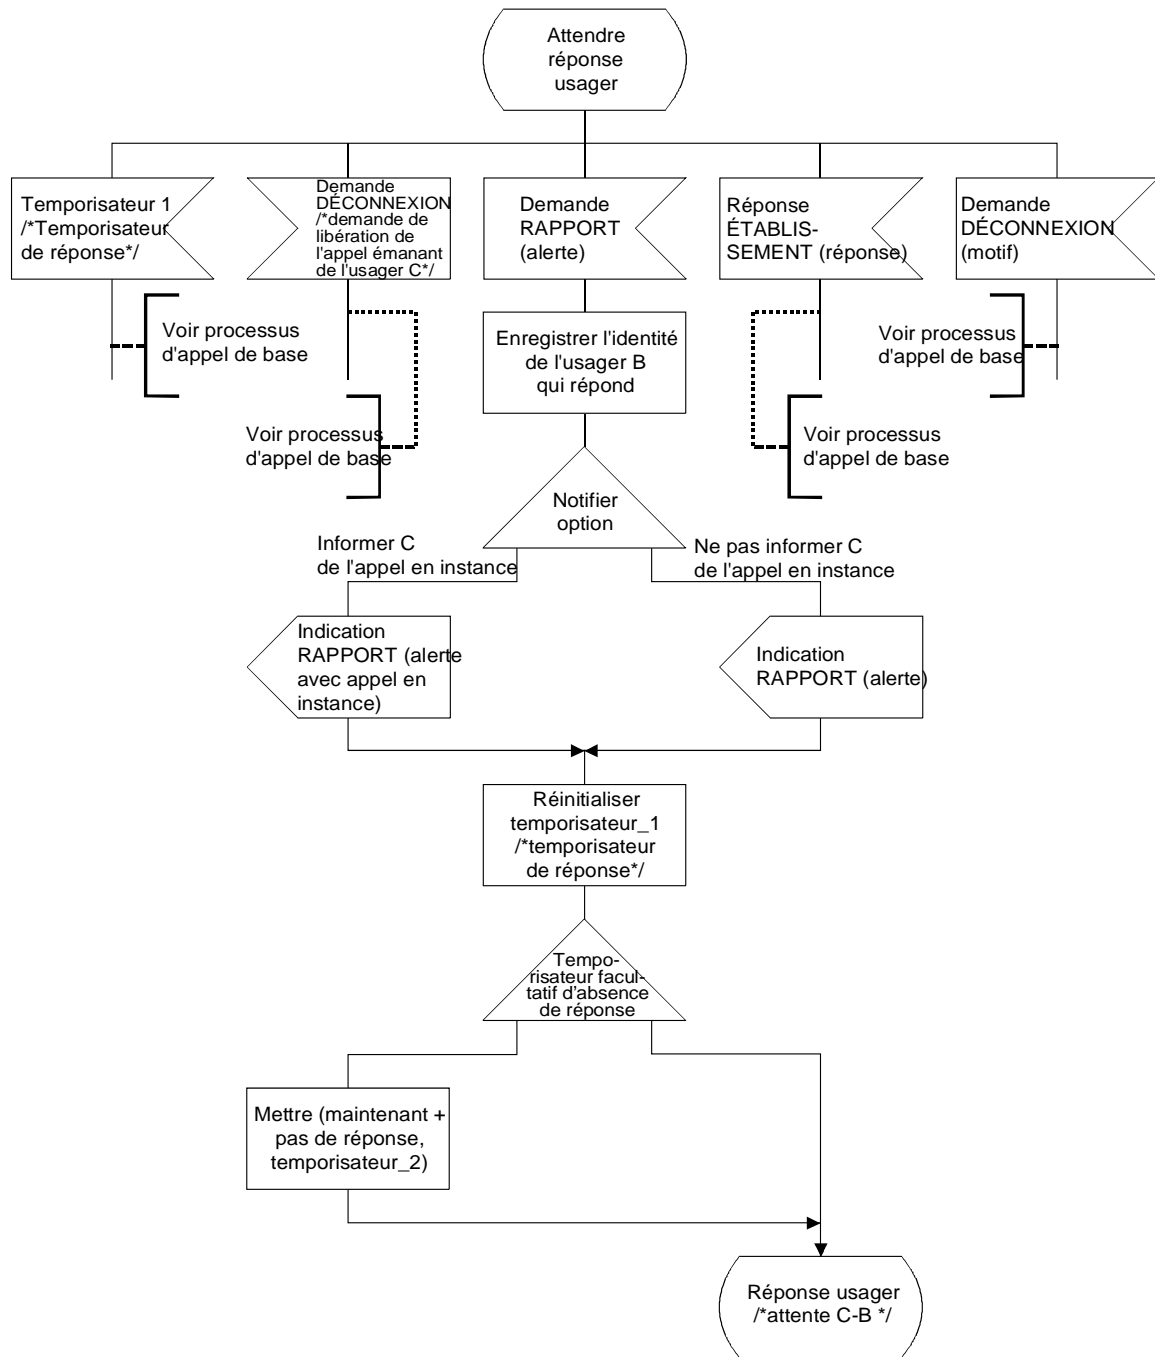 Attendre
réponse
usager
Temporisateur 1
/*Temporisateur
de réponse*/
Demande
DÉCONNEXION
/*demande de
libération de
l'appel émanant
de l'usager C*/
Demande
RAPPORT
(alerte)
Réponse
ÉTABLIS-
SEMENT (réponse)
Demande
DÉCONNEXION
(motif)
Voir processus
d'appel de base
Voir processus
d'appel de base
Enregistrer l'identité
de l'usager B
qui répond
Voir processus
d'appel de base
Voir processus
d'appel de base
Notifier
option
Informer C
de l'appel en instance
Ne pas informer C
de l'appel en instance
Indication
RAPPORT (alerte
avec appel en
instance)
Indication
RAPPORT (alerte)
Réinitialiser
temporisateur_1
/*temporisateur
de réponse*/
Tempo-
risateur facul-
tatif d'absence
de réponse
Mettre (maintenant +
pas de réponse,
temporisateur_2)
Réponse usager
/*attente C-B */